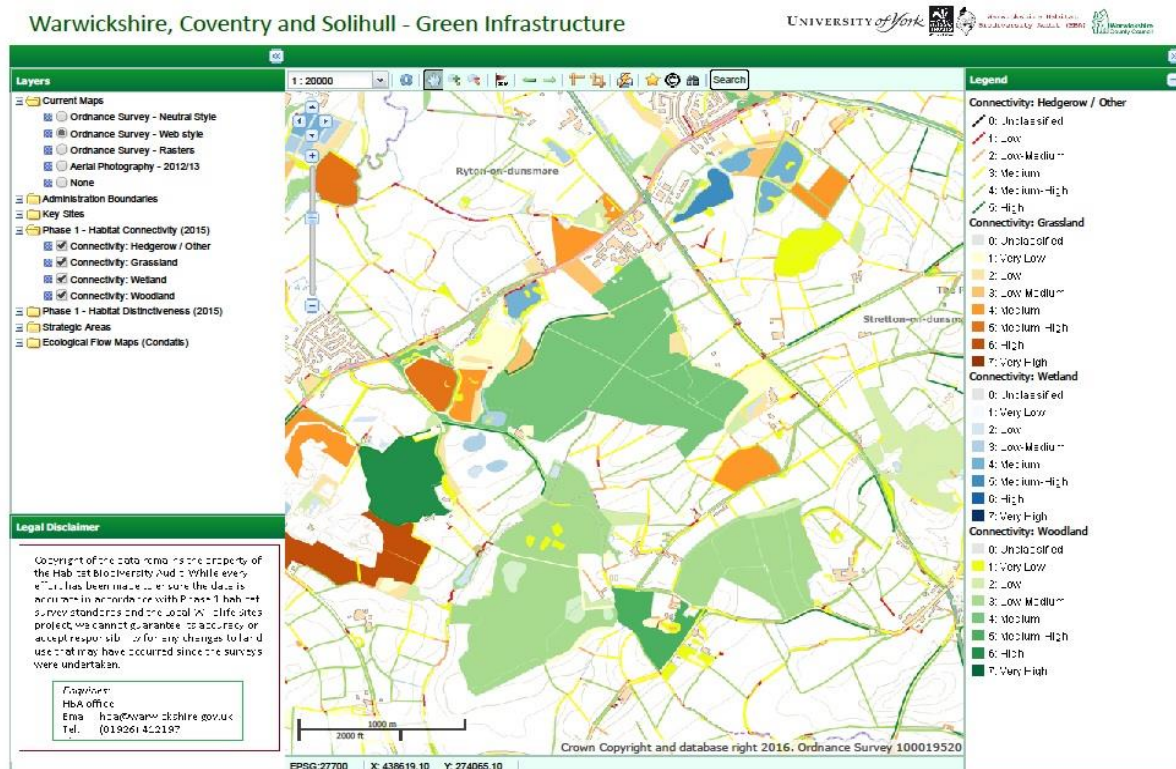 Warwickshire, Coventry and Solihull - Green Infrastructure
UNIVERSITY of York
Warwickshire County Council
Layers
Current Maps
Ordnance Survey - Neutral Style
Ordnance Survey - Web style
Ordnance Survey - Rasters
Aerial Photography - 2012/13
None
Administration Boundaries
Key Sites
Phase 1 - Habitat Connectivity (2015)
Connectivity: Hedgerow / Other
Connectivity: Grassland
Connectivity: Wetland
Connectivity: Woodland
Phase 1 - Habitat Distinctiveness (2015)
Strategic Areas
Ecological Flow Maps (Condatis)
Legal Disclaimer
Copyright of the data remains the property of
the Habitat Biodiversity Audit. While every
effort has been made to ensure the data is
accurate in accordance with Phase 1 habitat
survey standards and the Local Wildlife Sites
project, we cannot guarantee its accuracy or
accept responsibility for any changes to land
use that may have occurred since the surveys
were undertaken.
Enquiries:
HBA office
Email hba@warwickshire.gov.uk
Tel. (01926) 412197
1 : 20000
Search
Ryton-on-dunsmore
Stretton-on-dunsm
1000 m
2000 ft
Crown Copyright and database right 2016. Ordnance Survey 100019520
EPSG:27700 X: 438619.10 Y: 274065.10
Legend
Connectivity: Hedgerow / Other
0: Unclassified
1: Low
2: Low-Medium
3: Medium
4: Medium-High
5: High
Connectivity: Grassland
0: Unclassified
1: Very Low
2: Low
3: Low-Medium
4: Medium
5: Medium-High
6: High
7: Very High
Connectivity: Wetland
0: Unclassified
1: Very Low
2: Low
3: Low-Medium
4: Medium
5: Medium-High
6: High
7: Very High
Connectivity: Woodland
0: Unclassified
1: Very Low
2: Low
3: Low-Medium
4: Medium
5: Medium-High
6: High
7: Very High